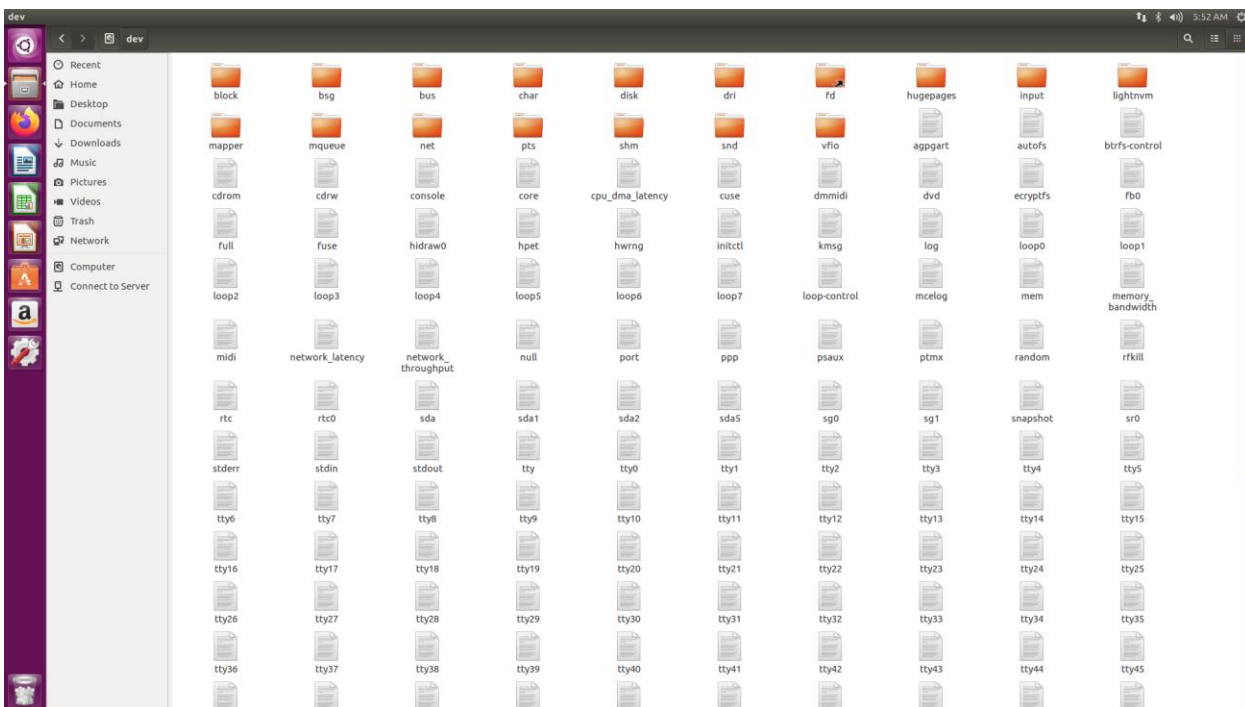 dev
5:52 AM
dev
Recent
Home
Desktop
Documents
Downloads
Music
Pictures
Videos
Trash
Network
Computer
Connect to Server
block bsg bus char disk dri fd hugepages input lightnvm
mapper mqueue net pts shm snd vfio agpgart autofs btrfs-control
cdrom cdrw console core cpu_dma_latency cuse dmmidi dvd ecryptfs fb0
full fuse hidraw0 hpet hwrng initctl kmsg log loop0 loop1
loop2 loop3 loop4 loop5 loop6 loop7 loop-control mcelog mem memory_
bandwidth
midi network_latency network_ null port ppp psaux ptmx random rfkill
throughput
rtc rtc0 sda sda1 sda2 sda5 sg0 sg1 snapshot sr0
stderr stdin stdout tty tty0 tty1 tty2 tty3 tty4 tty5
tty6 tty7 tty8 tty9 tty10 tty11 tty12 tty13 tty14 tty15
tty16 tty17 tty18 tty19 tty20 tty21 tty22 tty23 tty24 tty25
tty26 tty27 tty28 tty29 tty30 tty31 tty32 tty33 tty34 tty35
tty36 tty37 tty38 tty39 tty40 tty41 tty42 tty43 tty44 tty45
a